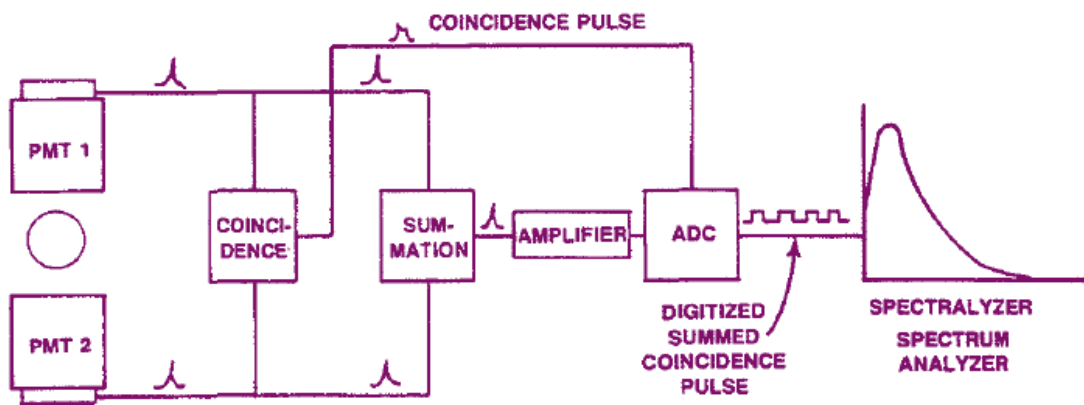 COINCIDENCE PULSE
PMT 1
COINCI-
DENCE
SUM-
MATION
AMPLIFIER
ADC
PMT 2
DIGITIZED
SUMMED
COINCIDENCE
PULSE
SPECTRALYZER
SPECTRUM
ANALYZER